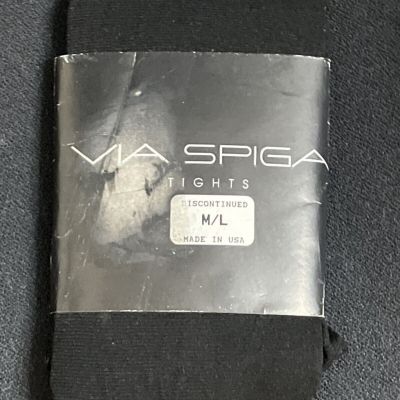 VIA SPIGA
TIGHTS
DISCONTINUED
M/L
MADE IN USA